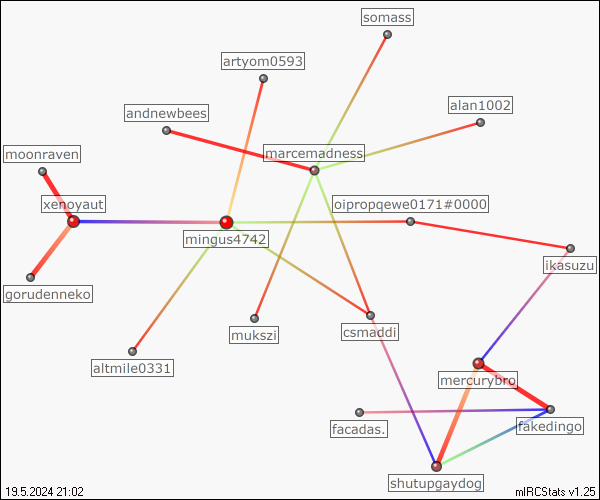 somass
artyom0593
alan1002
andnewbees
marcemadness
moonraven
xenoyaut
oipropqewe0171#0000
mingus4742
ikasuzu
gorudenneko
mukszi
csmaddi
altmile0331
mercurybro
facadas.
fakedingo
shutupgaydog
19.5.2024 21:02
mIRCStats v1.25